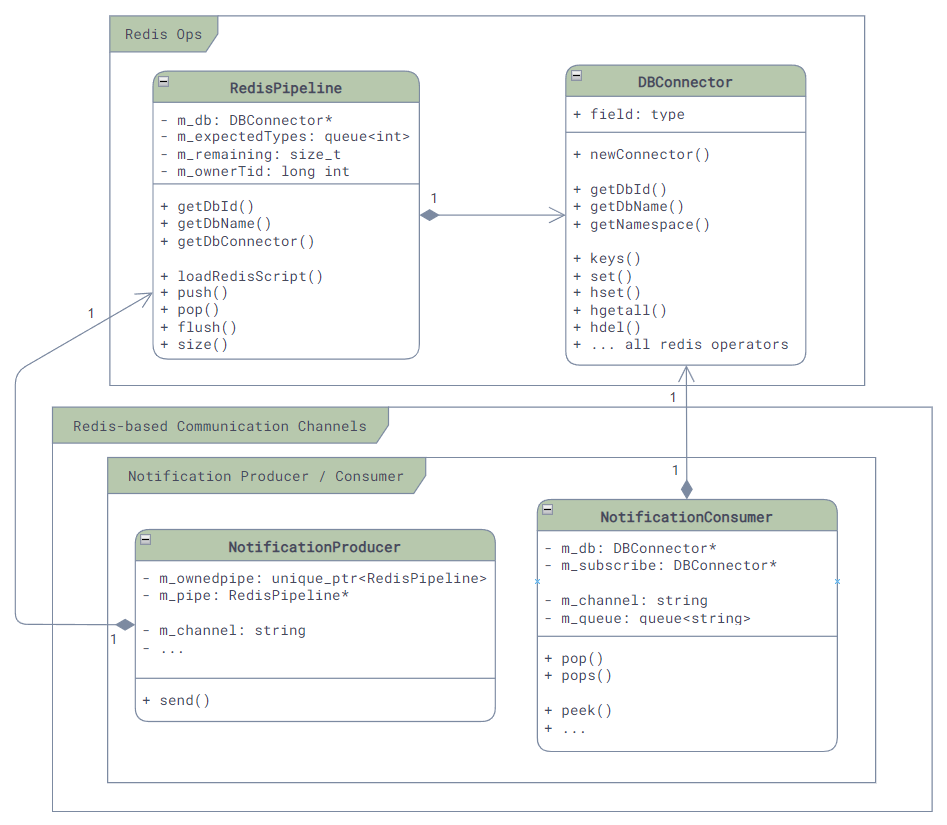 Redis Ops
RedisPipeline
- m_db: DBConnector*
- m_expectedTypes: queue<int>
- m_remaining: size_t
- m_ownerTid: long int
+ getDbId()
+ getDbName()
+ getDbConnector()
+ loadRedisScript()
+ push()
+ pop()
+ flush()
+ size()
1
DBConnector
+ field: type
+ newConnector()
+ getDbId()
+ getDbName()
+ getNamespace()
+ keys()
+ set()
+ hset()
+ hgetall()
+ hdel()
+ ... all redis operators
1
1
Redis-based Communication Channels
Notification Producer / Consumer
1
NotificationProducer
- m_ownedpipe: unique_ptr<RedisPipeline>
- m_pipe: RedisPipeline*
- m_channel: string
- ...
+ send()
1
NotificationConsumer
- m_db: DBConnector*
- m_subscribe: DBConnector*
- m_channel: string
- m_queue: queue<string>
+ pop()
+ pops()
+ peek()
+ ...